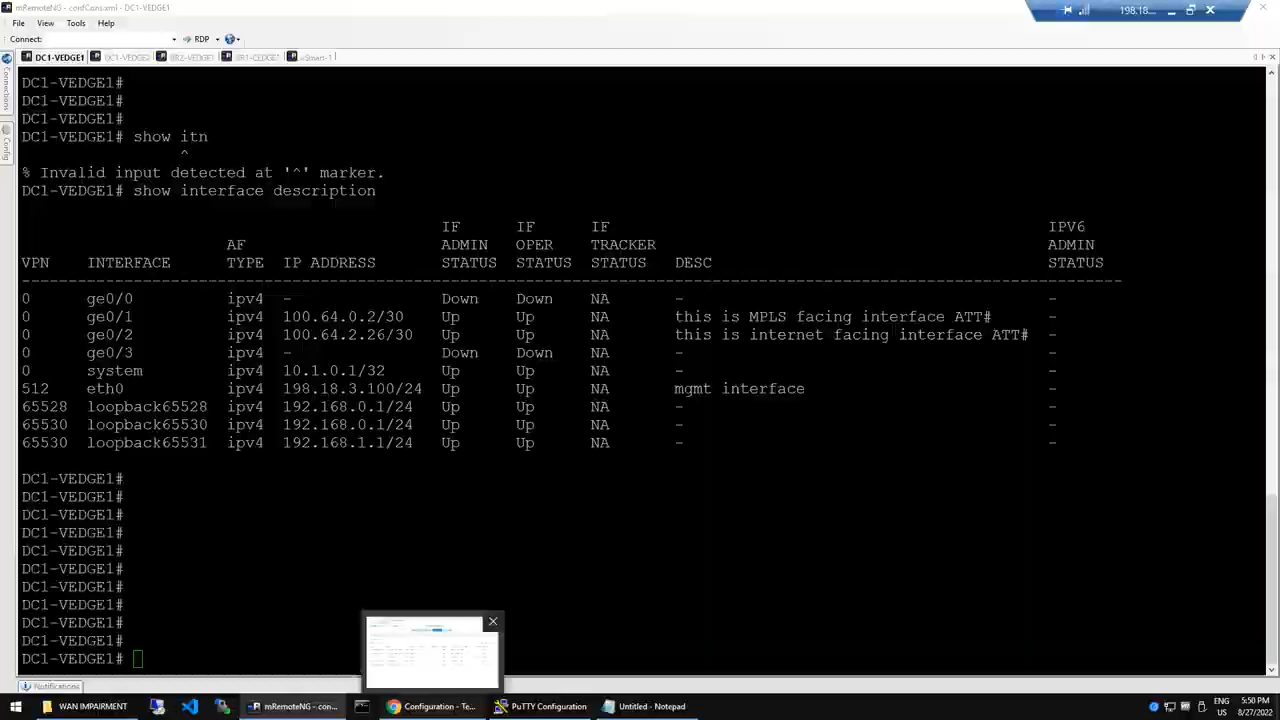 mRemoteNG - confCons.xml - DC1-VEDGE1
198.18...
File View Tools Help
Connect: RDP
DC1-VEDGE1 DC1-VEDGE2 BR2-VEDGE1 BR1-CEDGE1 vSmart-1
Connections
Config
DC1-VEDGE1#
DC1-VEDGE1#
DC1-VEDGE1#
DC1-VEDGE1# show itn
^
% Invalid input detected at '^' marker.
DC1-VEDGE1# show interface description
IF IF IF IPV6
AF ADMIN OPER TRACKER ADMIN
VPN INTERFACE TYPE IP ADDRESS STATUS STATUS STATUS DESC STATUS
----------------------------------------------------------------------------------------------------------------------
0 ge0/0 ipv4 - Down Down NA - -
0 ge0/1 ipv4 100.64.0.2/30 Up Up NA this is MPLS facing interface ATT# -
0 ge0/2 ipv4 100.64.2.26/30 Up Up NA this is internet facing interface ATT# -
0 ge0/3 ipv4 - Down Down NA - -
0 system ipv4 10.1.0.1/32 Up Up NA - -
512 eth0 ipv4 198.18.3.100/24 Up Up NA mgmt interface -
65528 loopback65528 ipv4 192.168.0.1/24 Up Up NA - -
65530 loopback65530 ipv4 192.168.0.1/24 Up Up NA - -
65530 loopback65531 ipv4 192.168.1.1/24 Up Up NA - -
DC1-VEDGE1#
DC1-VEDGE1#
DC1-VEDGE1#
DC1-VEDGE1#
DC1-VEDGE1#
DC1-VEDGE1#
DC1-VEDGE1#
DC1-VEDGE1#
DC1-VEDGE1#
DC1-VEDGE1#
DC1-VEDGE1#
Notifications
WAN IMPAIRMENT mRemoteNG - con... Configuration - Te... PuTTY Configuration Untitled - Notepad
ENG 5:50 PM
US 8/27/2022